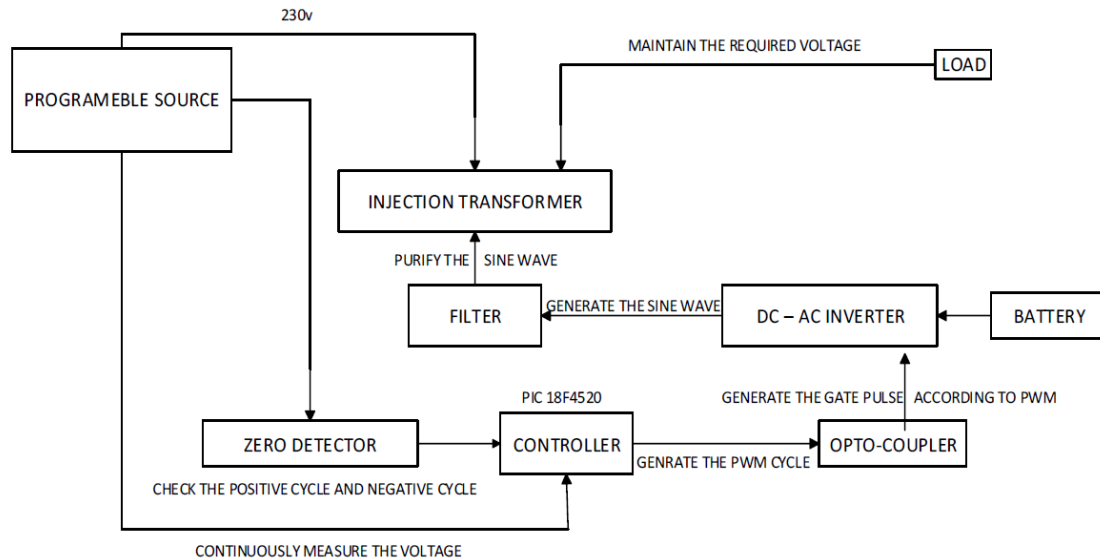 230v
MAINTAIN THE REQUIRED VOLTAGE
LOAD
PROGRAMEBLE SOURCE
INJECTION TRANSFORMER
PURIFY THE SINE WAVE
FILTER
GENERATE THE SINE WAVE
DC – AC INVERTER
BATTERY
PIC 18F4520
GENERATE THE GATE PULSE ACCORDING TO PWM
ZERO DETECTOR
CONTROLLER
OPTO-COUPLER
GENRATE THE PWM CYCLE
CHECK THE POSITIVE CYCLE AND NEGATIVE CYCLE
CONTINUOUSLY MEASURE THE VOLTAGE